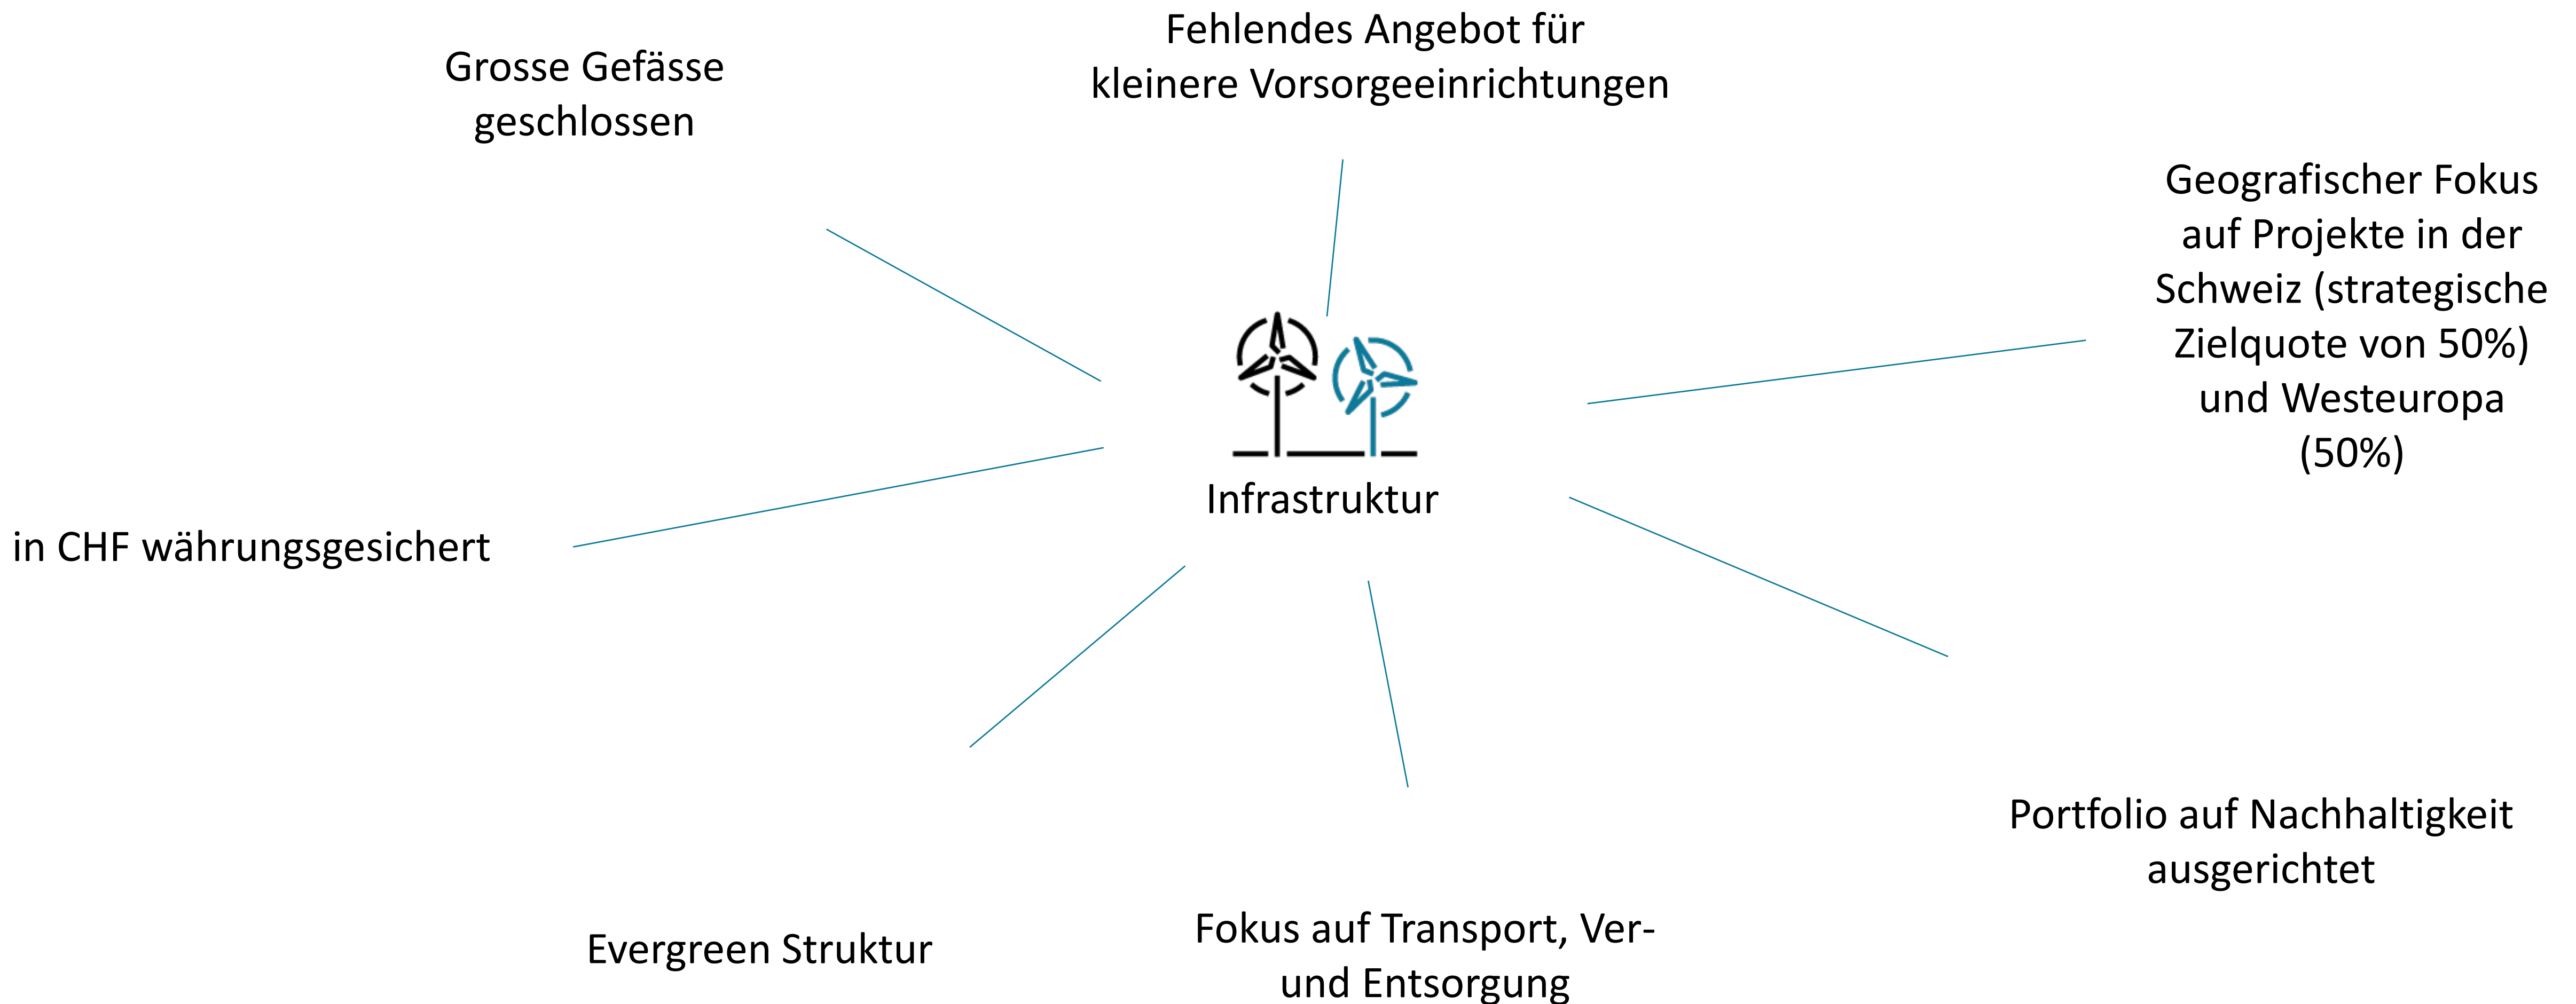 Grosse Gefässe
geschlossen
Fehlendes Angebot für
kleinere Vorsorgeeinrichtungen
Geografischer Fokus
auf Projekte in der
Schweiz (strategische
Zielquote von 50%)
und Westeuropa
(50%)
Infrastruktur
in CHF währungsgesichert
Portfolio auf Nachhaltigkeit
ausgerichtet
Evergreen Struktur
Fokus auf Transport, Ver-
und Entsorgung